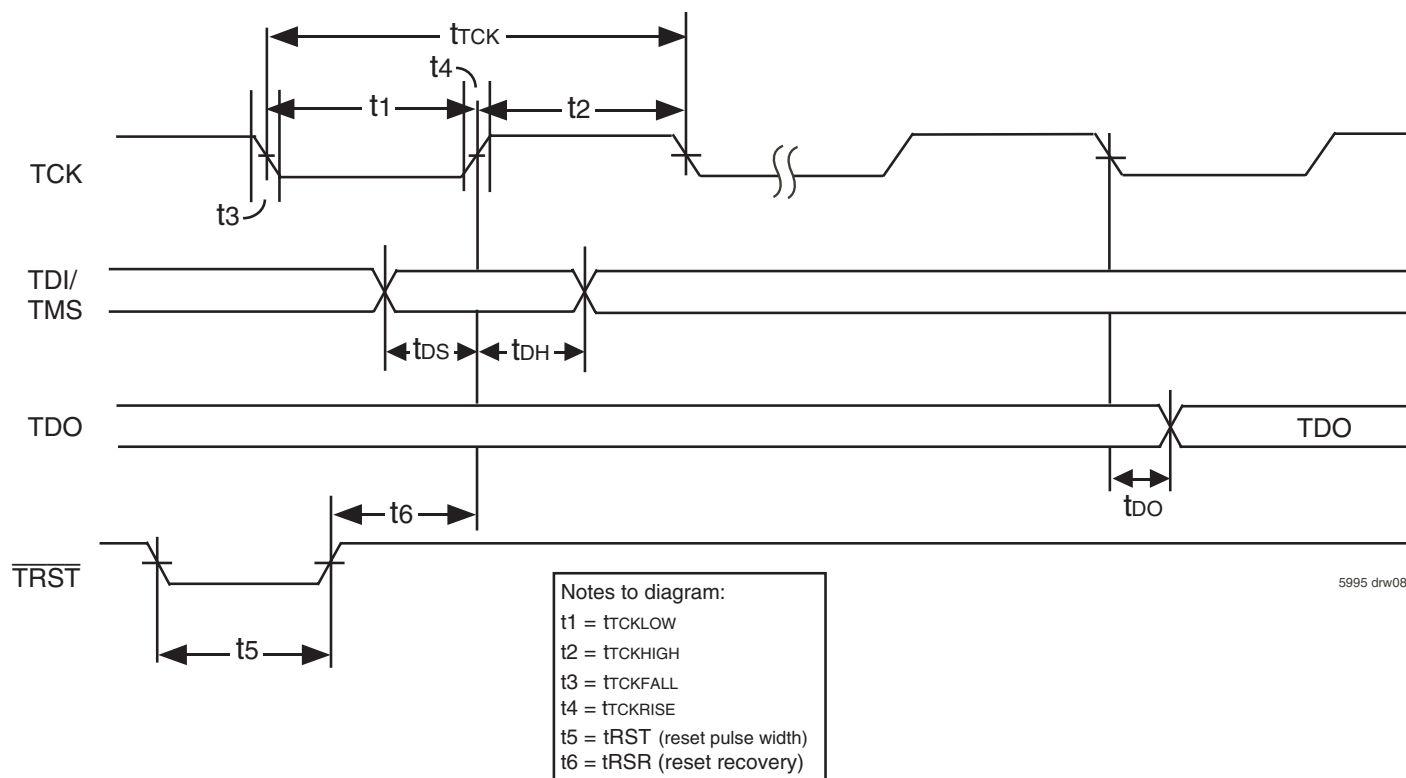 tTCK
t4
t1
t2
TCK
t3
TDI/
TMS
tDS
tDH
TDO
TDO
tDO
t6
TRST
5995 drw08
t5
Notes to diagram:
t1 = tTCKLOW
t2 = tTCKHIGH
t3 = tTCKFALL
t4 = tTCKRISE
t5 = tRST (reset pulse width)
t6 = tRSR (reset recovery)